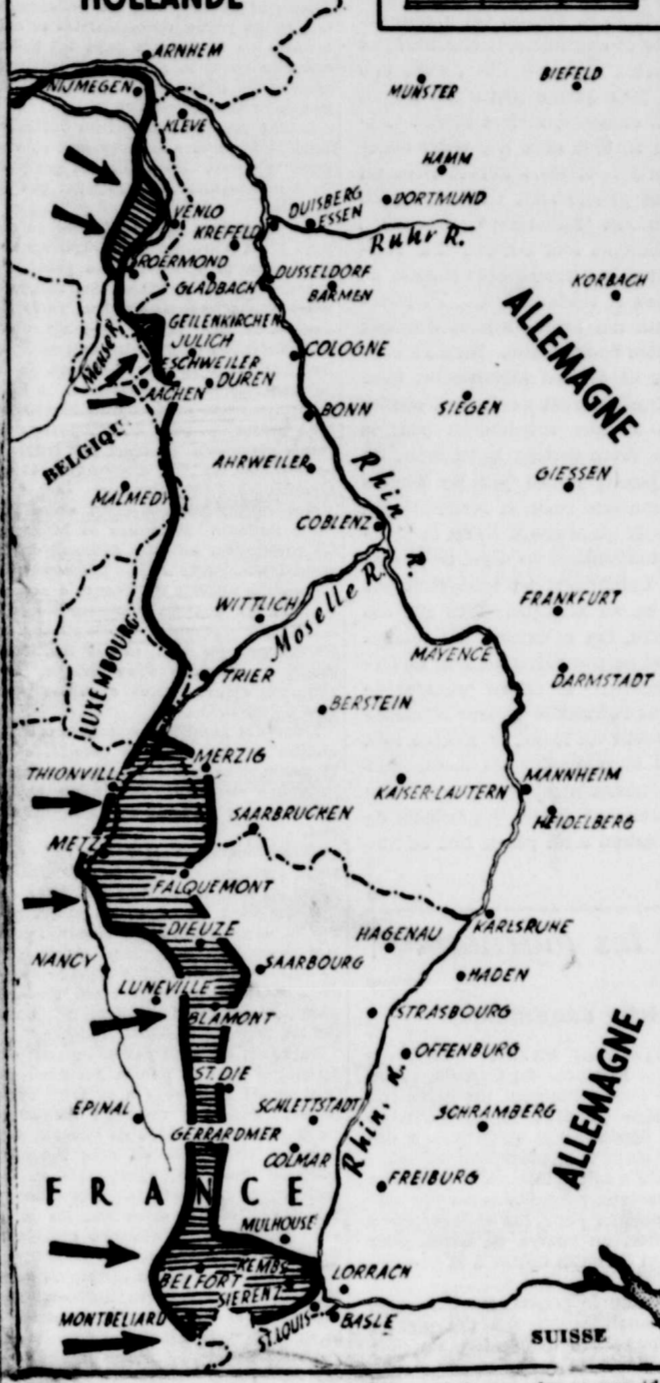 HOLLANDE
ARNHEM
NIJMEGEN
MUNSTER
BIEFELD
KLEVE
HAMM
DORTMUND
DUISBERG
ESSEN
VENLO
KREFELD
Ruhr R.
ROERMOND
GLADBACH
DUSSELDORF
BARMEN
KORBACH
ALLEMAGNE
GEILENKIRCHEN
JULICH
Meuse R.
ESCHWEILER
COLOGNE
AACHEN
DUREN
BONN
SIEGEN
BELGIQU
AHRWEILER
Rhin R.
GIESSEN
MALMEDY
COBLENZ
WITTLICH
Moselle R.
FRANKFURT
LUXEMBOURG
MAYENCE
TRIER
DARMSTADT
BERSTEIN
MERZIG
THIONVILLE
KAISER-LAUTERN
MANNHEIM
SAARBRUCKEN
HEIDELBERG
METZ
FALQUEMONT
DIEUZE
HAGENAU
KARLSRUHE
NANCY
SAARBOURG
BADEN
LUNEVILLE
BLAMONT
STRASBOURG
OFFENBURG
ALLEMAGNE
ST. DIE
EPINAL
SCHLETTSTADT
SCHRAMBERG
GERRARDMER
COLMAR
Rhin. R.
FREIBURG
FRANCE
MULHOUSE
KEMBS
BELFORT
SIERENTZ
LORRACH
MONTBELIARD
ST. LOUIS
BASLE
SUISSE